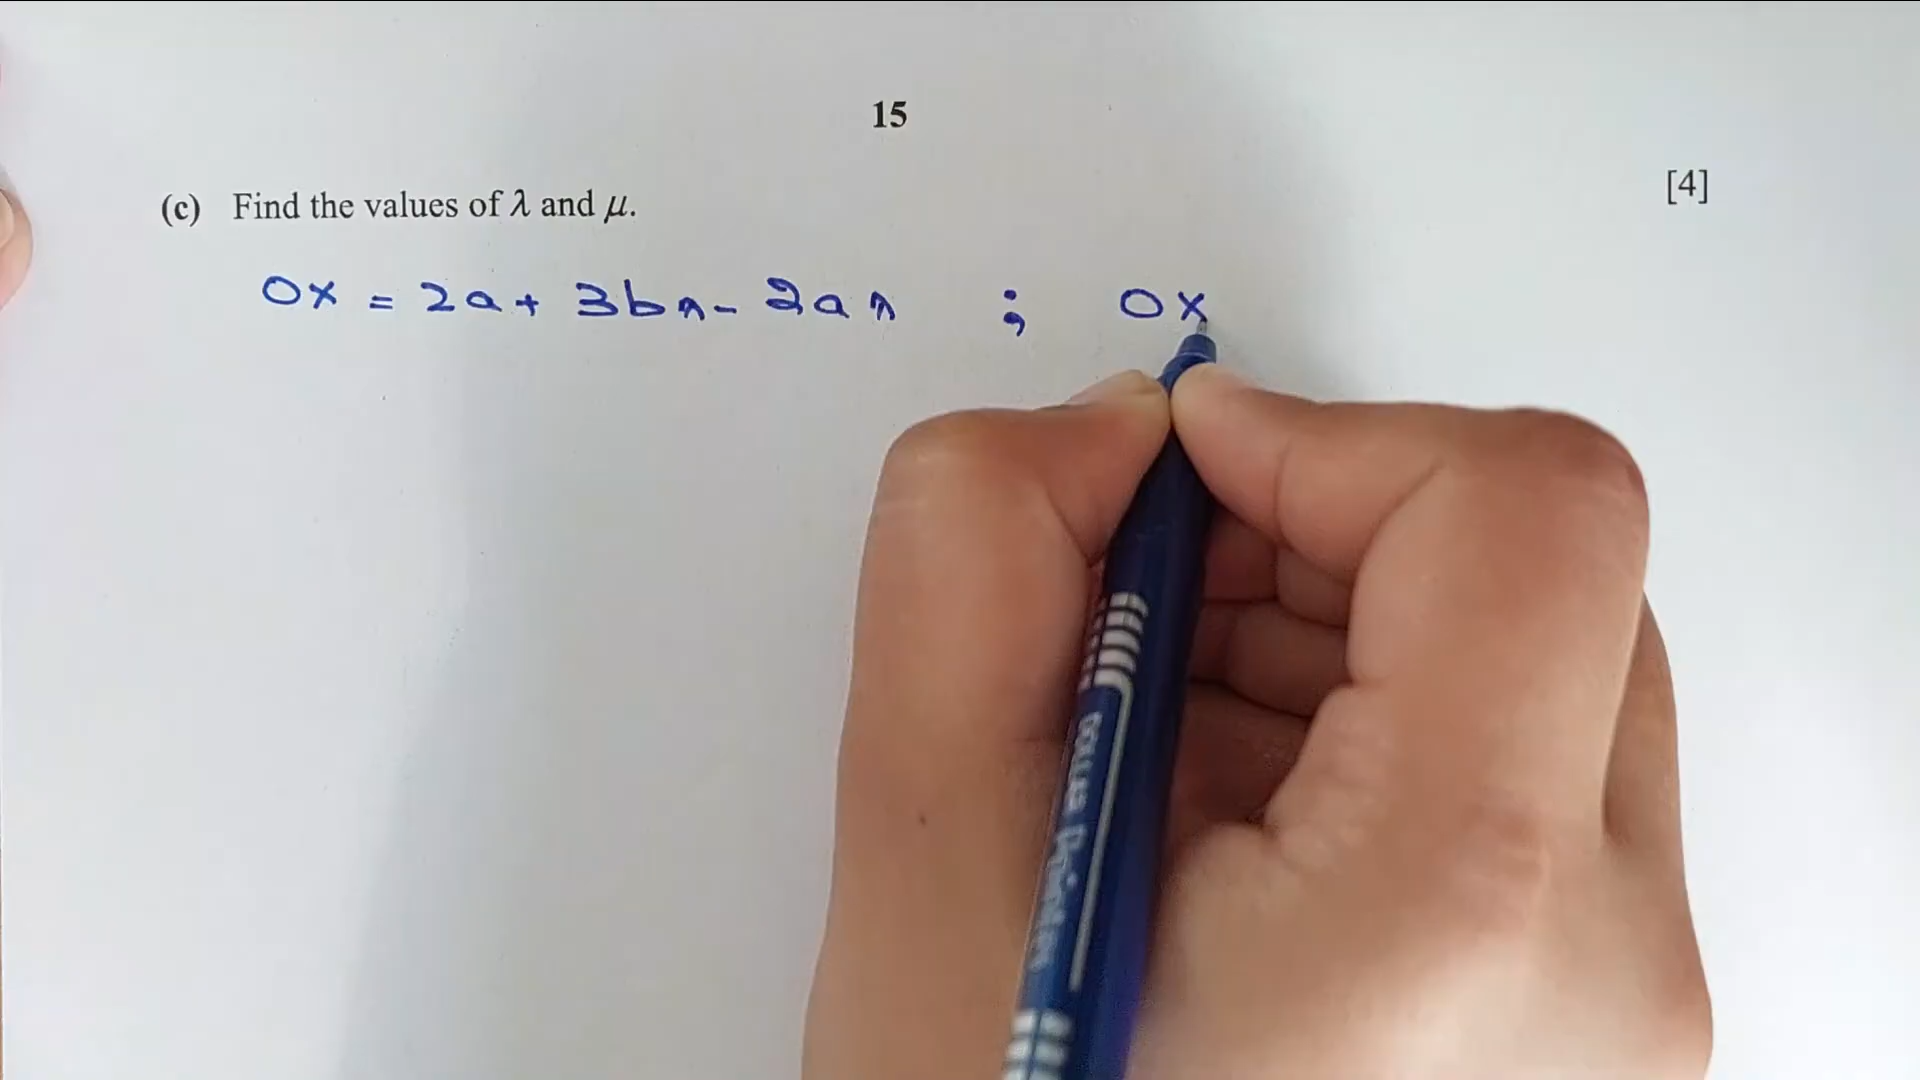 15
[4]
(c) Find the values of λ and μ.
OX = 2a + 3bλ - 2aλ ; OX